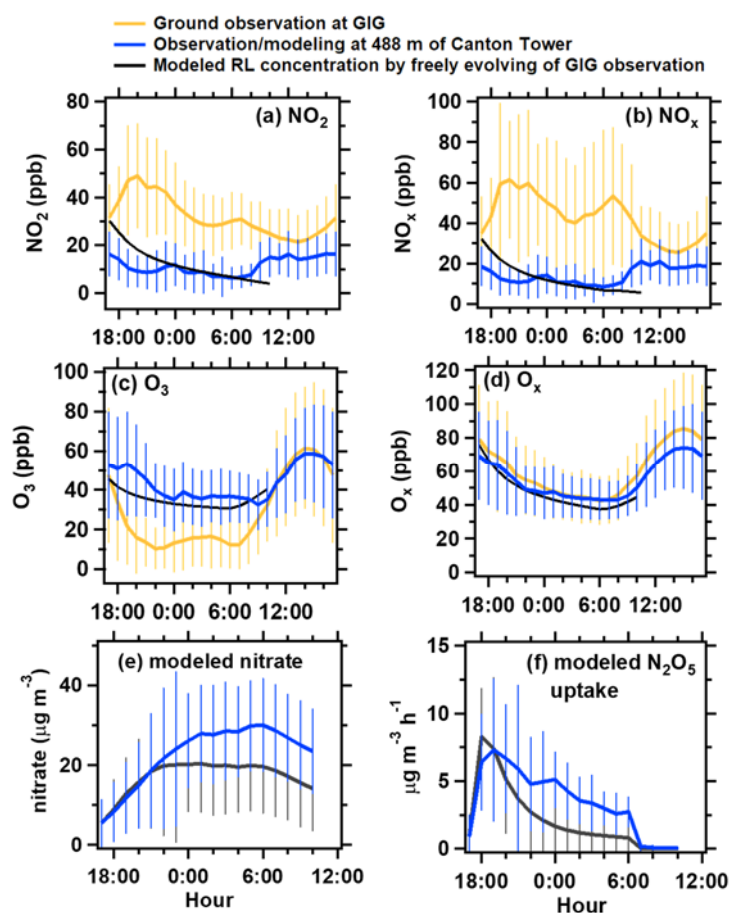 Ground observation at GIG
Observation/modeling at 488 m of Canton Tower
Modeled RL concentration by freely evolving of GIG observation
80
60
40
20
0
NO₂ (ppb)
(a) NO₂
18:00 0:00 6:00 12:00
100
80
60
40
20
0
NOₓ (ppb)
(b) NOₓ
18:00 0:00 6:00 12:00
100
80
60
40
20
0
O₃ (ppb)
(c) O₃
18:00 0:00 6:00 12:00
120
100
80
60
40
20
0
Oₓ (ppb)
(d) Oₓ
18:00 0:00 6:00 12:00
40
20
0
nitrate (μg m⁻³)
(e) modeled nitrate
18:00 0:00 6:00 12:00
Hour
15
10
5
0
μg m⁻³ h⁻¹
(f) modeled N₂O₅
uptake
18:00 0:00 6:00 12:00
Hour